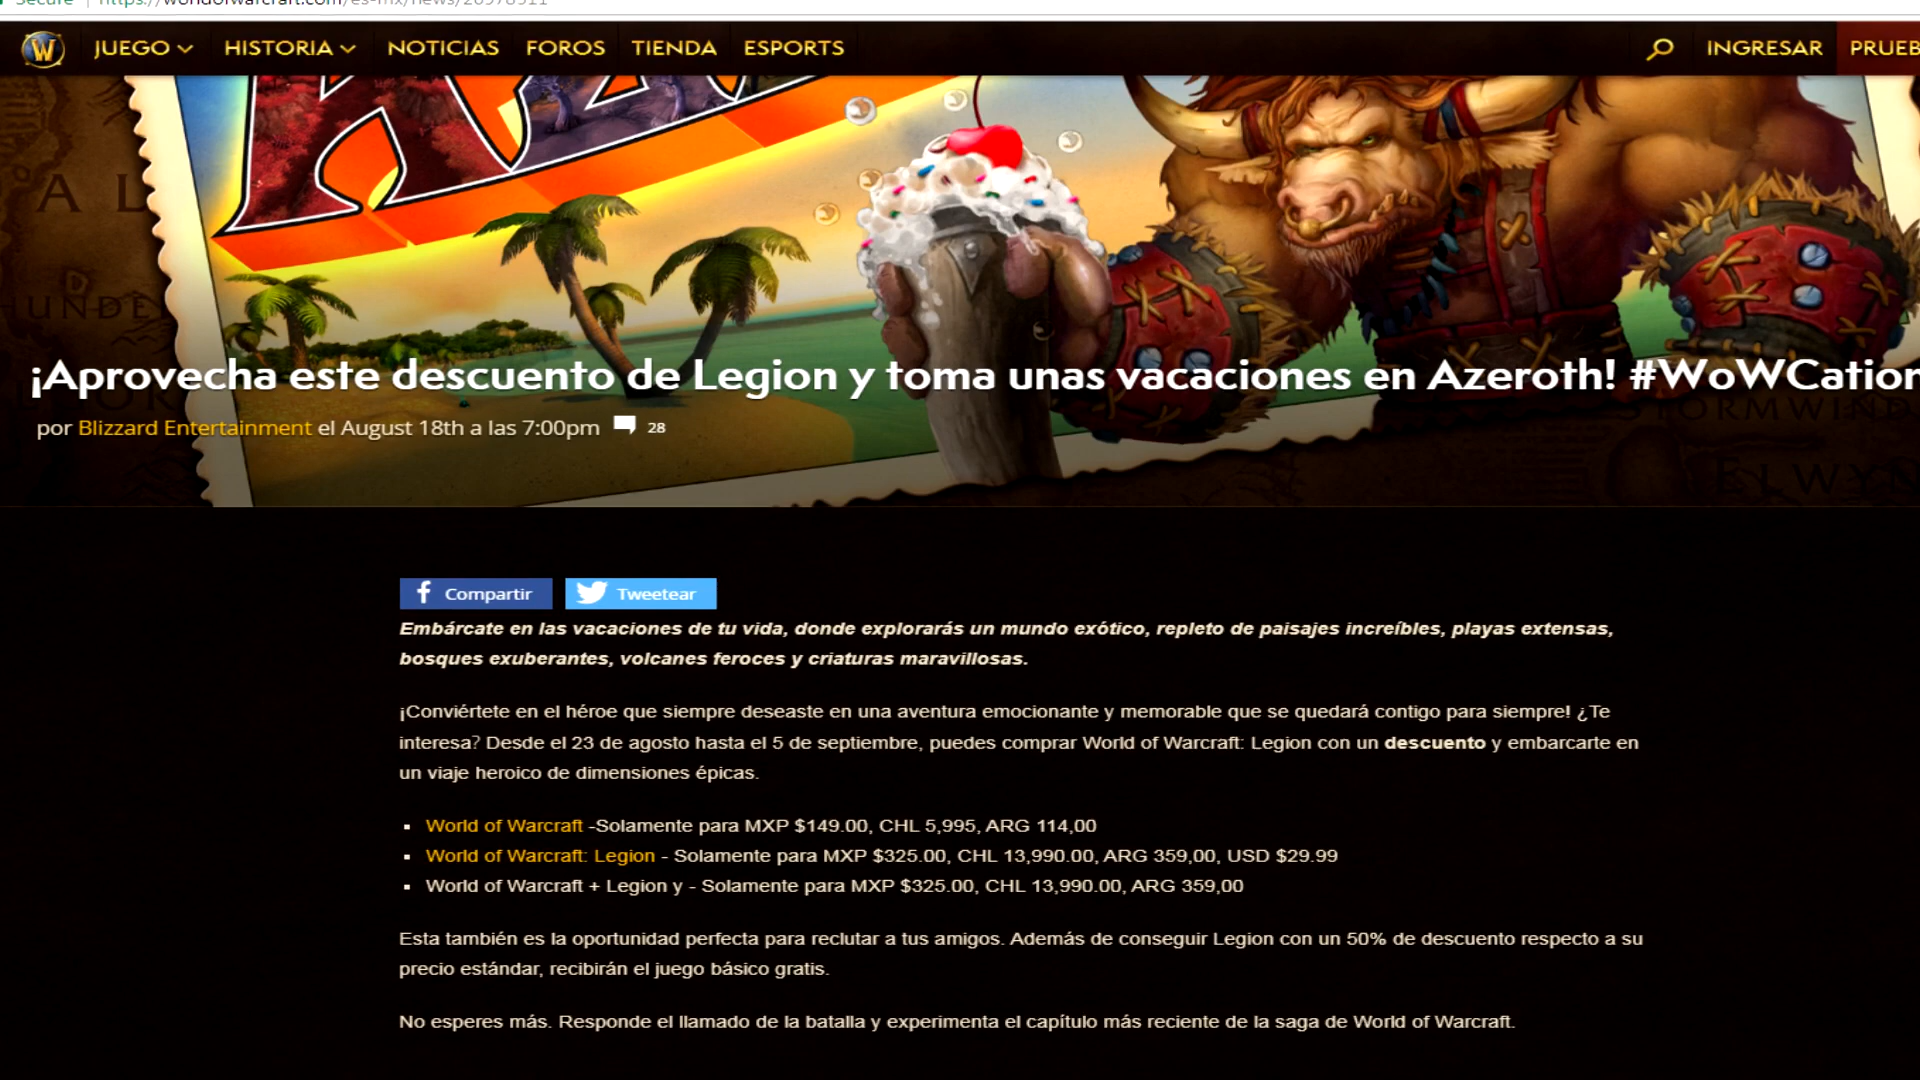 Secure | https://worldofwarcraft.com/es-mx/news/20978511
JUEGO HISTORIA NOTICIAS FOROS TIENDA ESPORTS INGRESAR PRUEB
¡Aprovecha este descuento de Legion y toma unas vacaciones en Azeroth! #WoWCation
por Blizzard Entertainment el August 18th a las 7:00pm 28
Compartir Tweetear
Embárcate en las vacaciones de tu vida, donde explorarás un mundo exótico, repleto de paisajes increíbles, playas extensas,
bosques exuberantes, volcanes feroces y criaturas maravillosas.
¡Conviértete en el héroe que siempre deseaste en una aventura emocionante y memorable que se quedará contigo para siempre! ¿Te
interesa? Desde el 23 de agosto hasta el 5 de septiembre, puedes comprar World of Warcraft: Legion con un descuento y embarcarte en
un viaje heroico de dimensiones épicas.
▪ World of Warcraft -Solamente para MXP $149.00, CHL 5,995, ARG 114,00
▪ World of Warcraft: Legion - Solamente para MXP $325.00, CHL 13,990.00, ARG 359,00, USD $29.99
▪ World of Warcraft + Legion y - Solamente para MXP $325.00, CHL 13,990.00, ARG 359,00
Esta también es la oportunidad perfecta para reclutar a tus amigos. Además de conseguir Legion con un 50% de descuento respecto a su
precio estándar, recibirán el juego básico gratis.
No esperes más. Responde el llamado de la batalla y experimenta el capítulo más reciente de la saga de World of Warcraft.